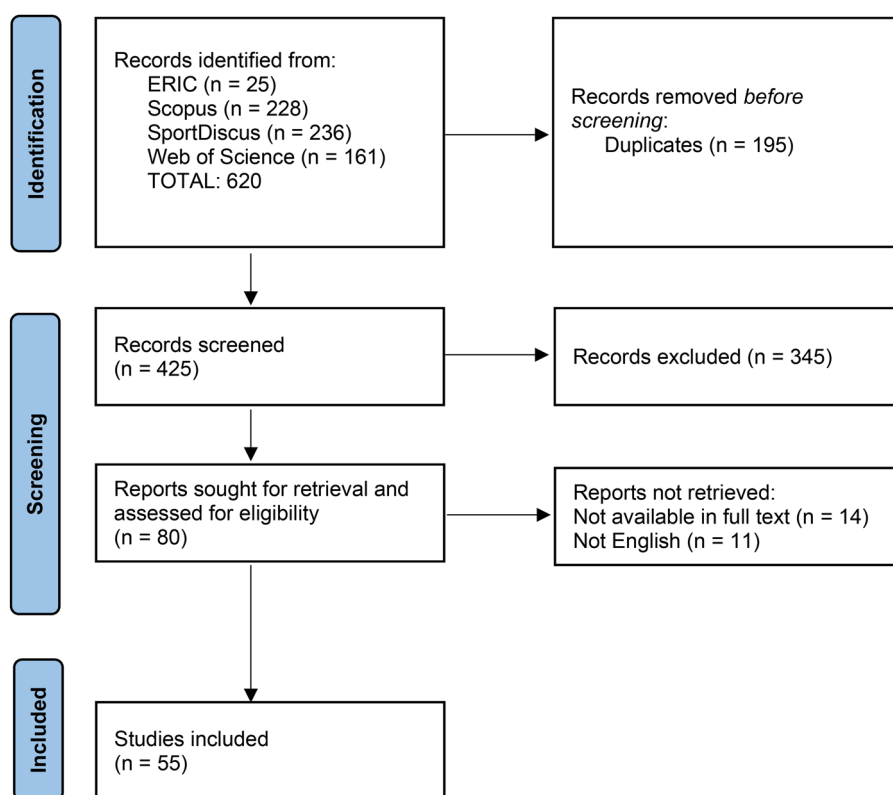 Identification
Records identified from:
ERIC (n = 25)
Scopus (n = 228)
SportDiscus (n = 236)
Web of Science (n = 161)
TOTAL: 620
Records removed before
screening:
Duplicates (n = 195)
Screening
Records screened
(n = 425)
Records excluded (n = 345)
Reports sought for retrieval and
assessed for eligibility
(n = 80)
Reports not retrieved:
Not available in full text (n = 14)
Not English (n = 11)
Included
Studies included
(n = 55)